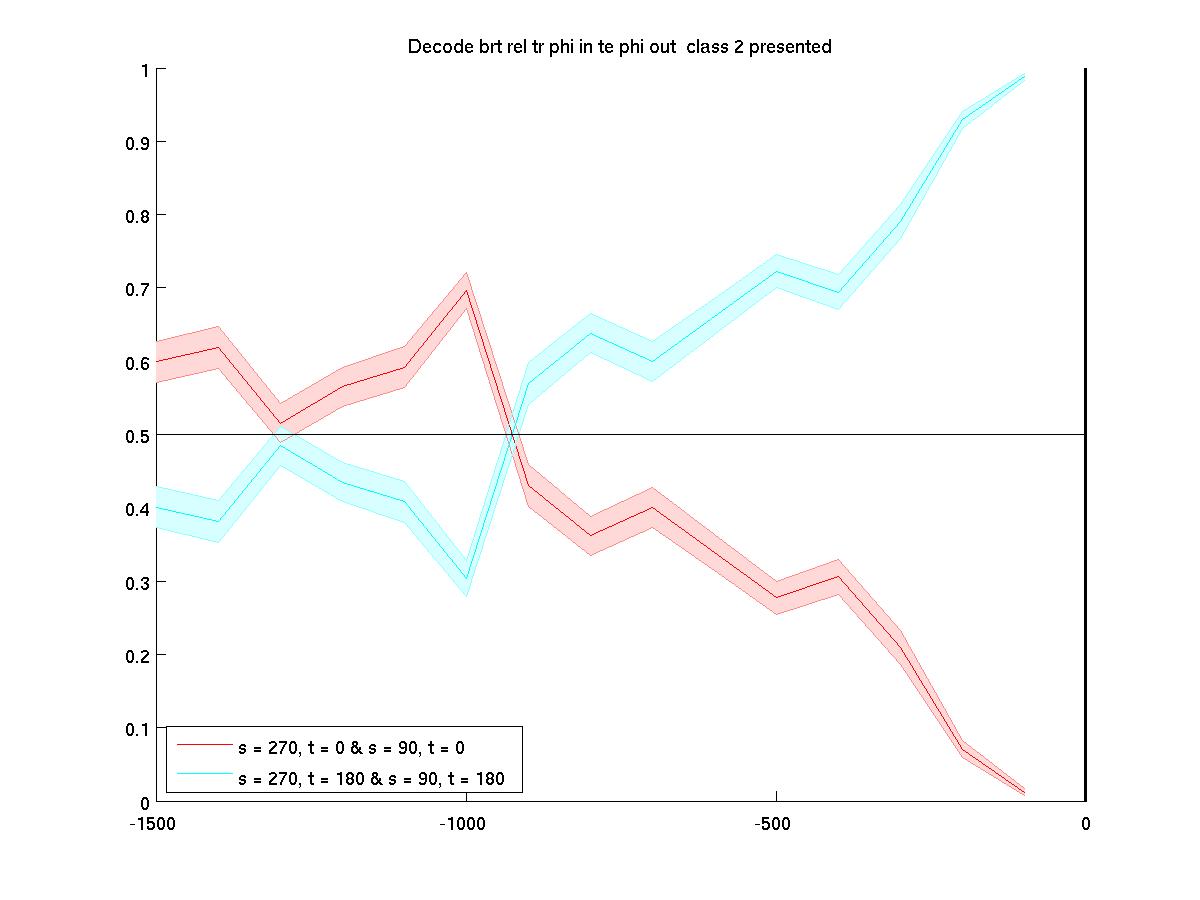 Decode brt rel tr phi in te phi out  class 2 presented
1
0.9
0.8
0.7
0.6
0.5
0.4
0.3
0.2
0.1
0
s = 270, t = 0 & s = 90, t = 0
s = 270, t = 180 & s = 90, t = 180
-1500 -1000 -500 0